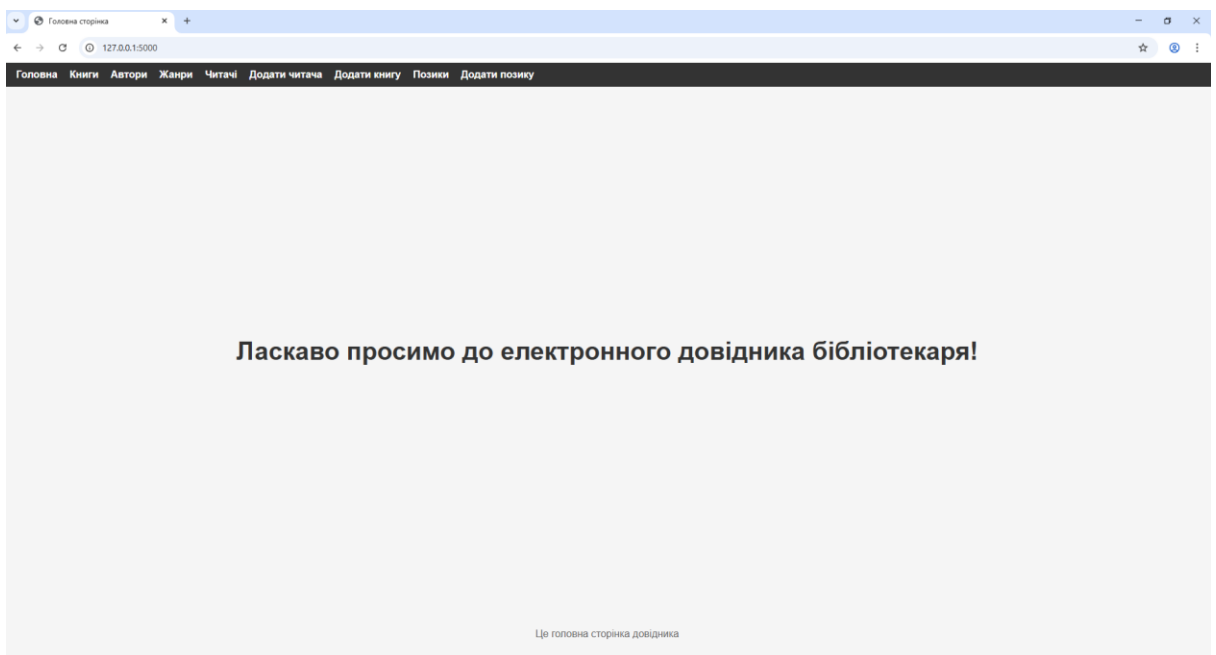 Головна сторінка
127.0.0.1:5000
Головна Книги Автори Жанри Читачі Додати читача Додати книгу Позики Додати позику
Ласкаво просимо до електронного довідника бібліотекаря!
Це головна сторінка довідника